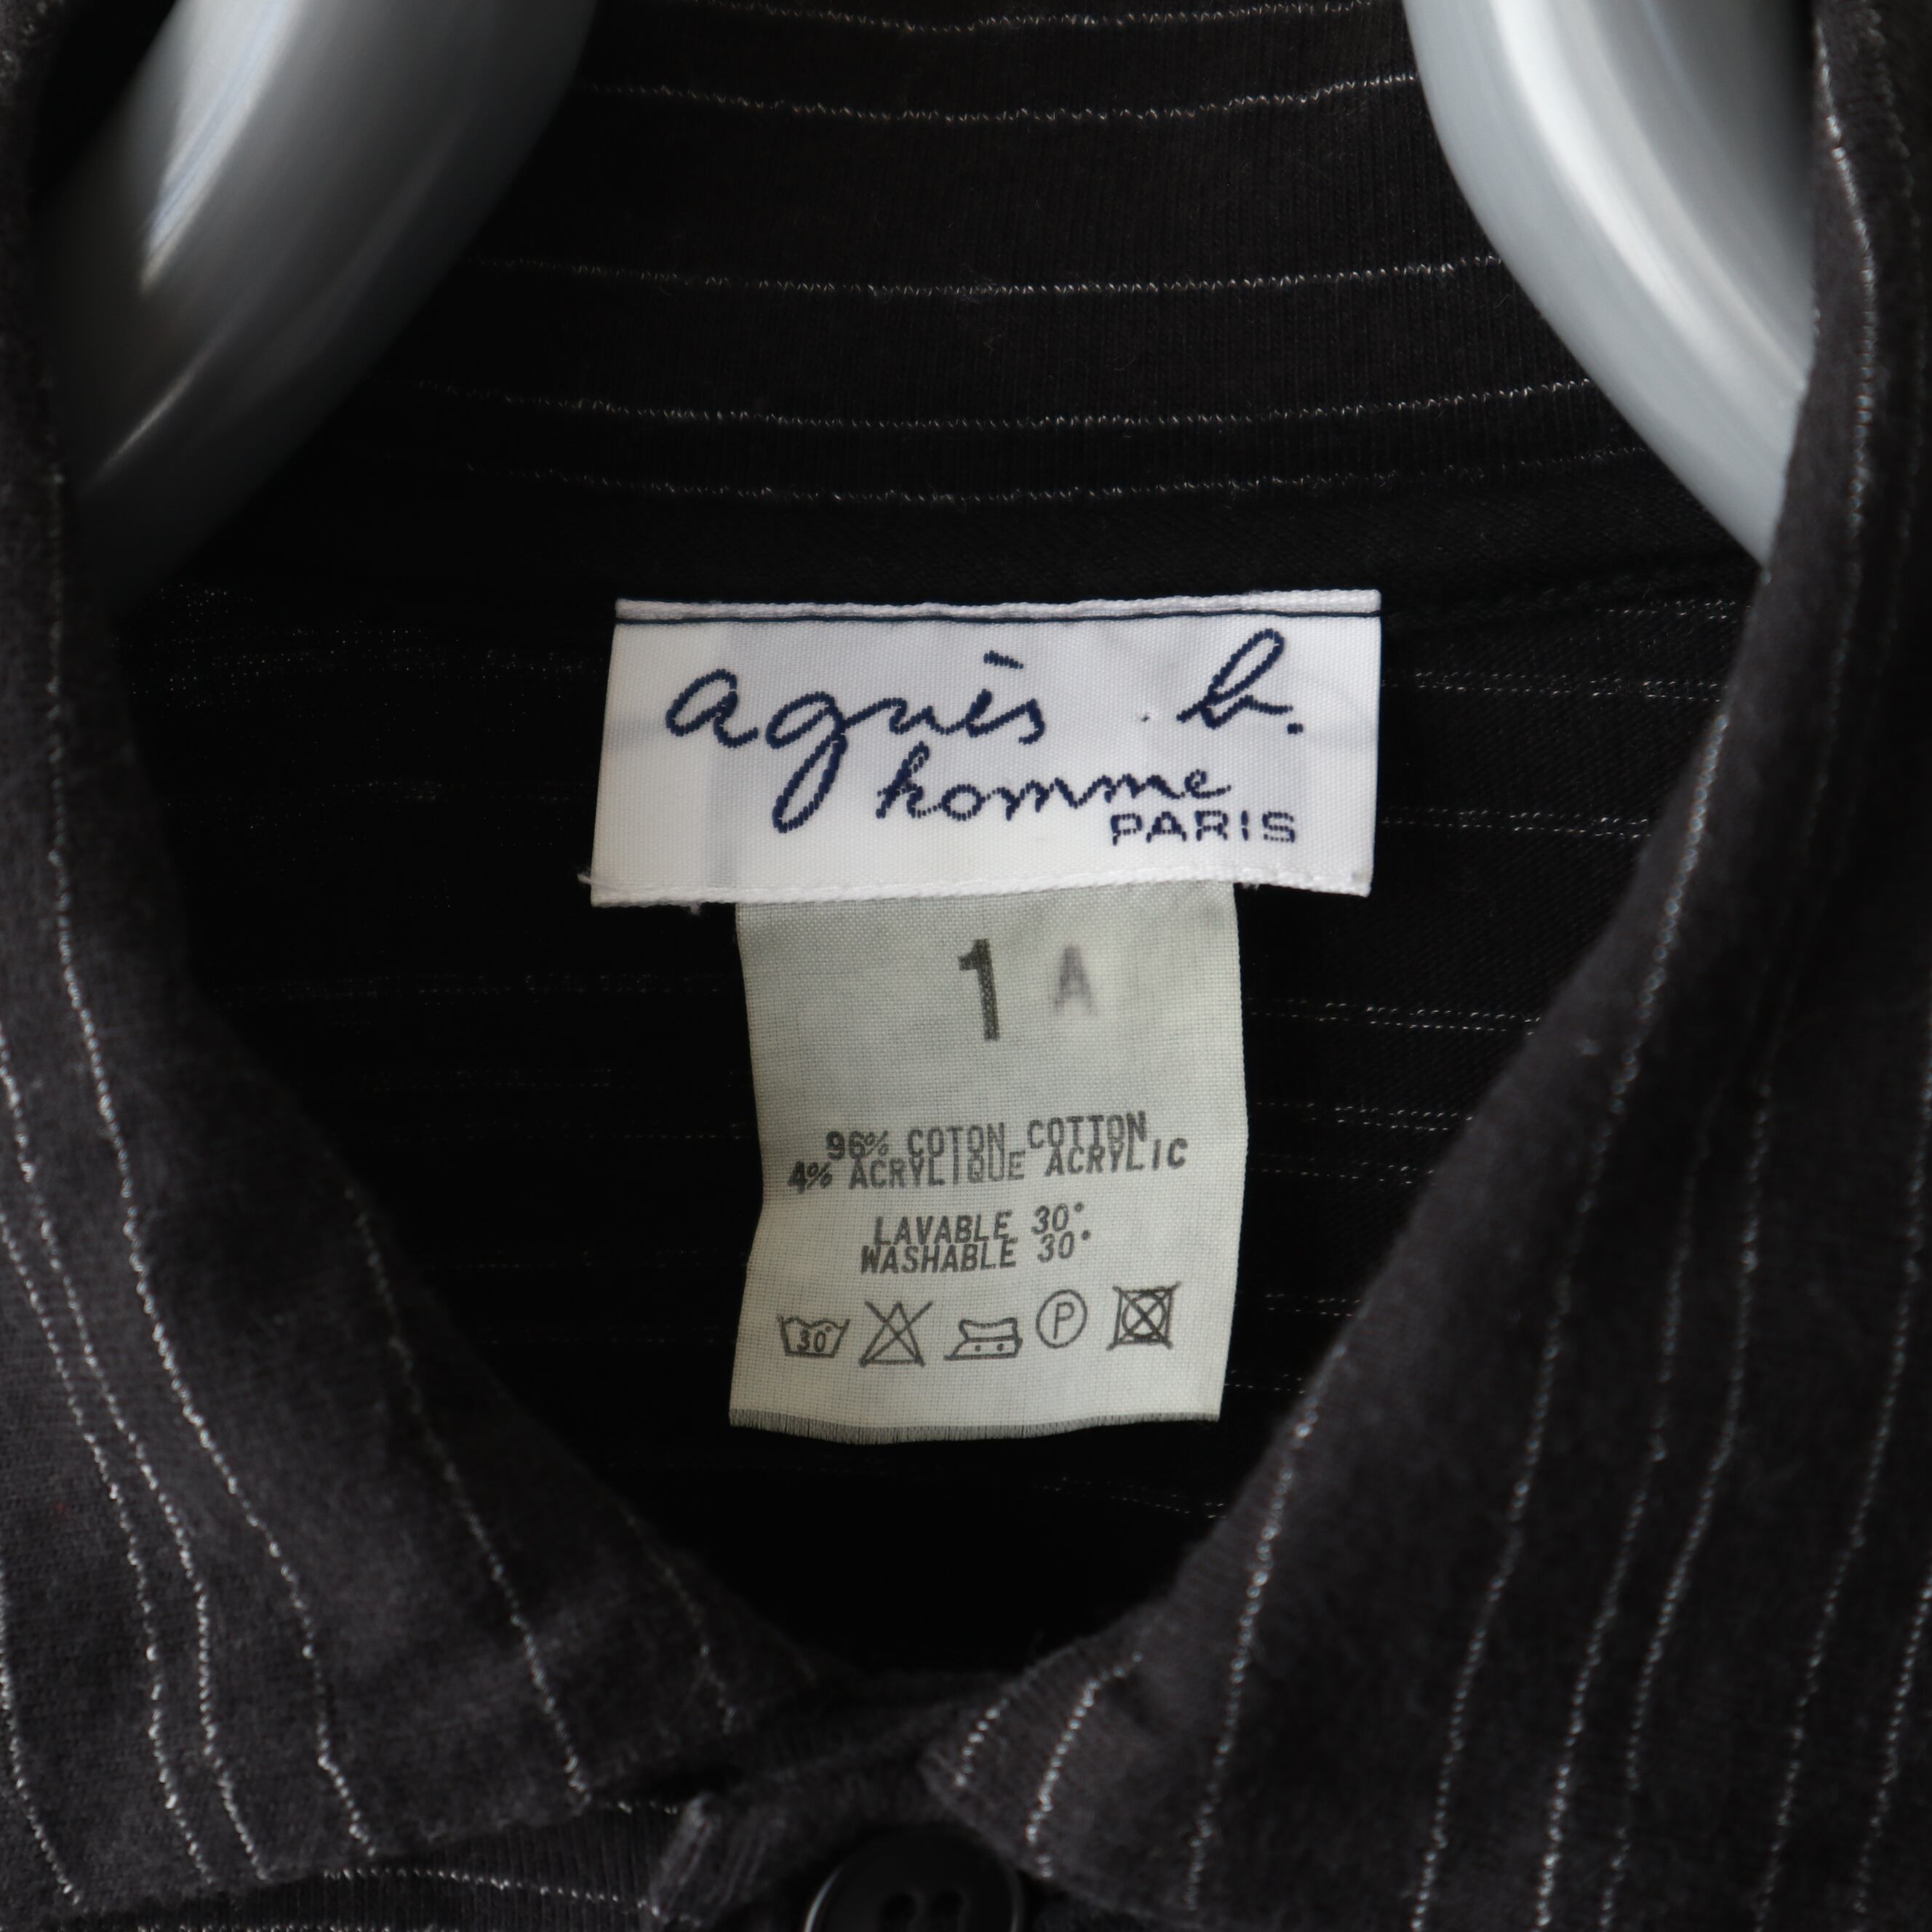 agnès b.
homme
PARIS
1 A
96% COTON COTTON
4% ACRYLIQUE ACRYLIC
LAVABLE 30°
WASHABLE 30°
30° P